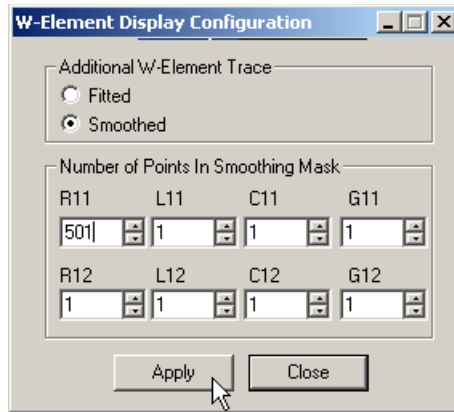 W-Element Display Configuration
Additional W-Element Trace
Fitted
Smoothed
Number of Points In Smoothing Mask
R11 L11 C11 G11
501 1 1 1
R12 L12 C12 G12
1 1 1 1
Apply Close